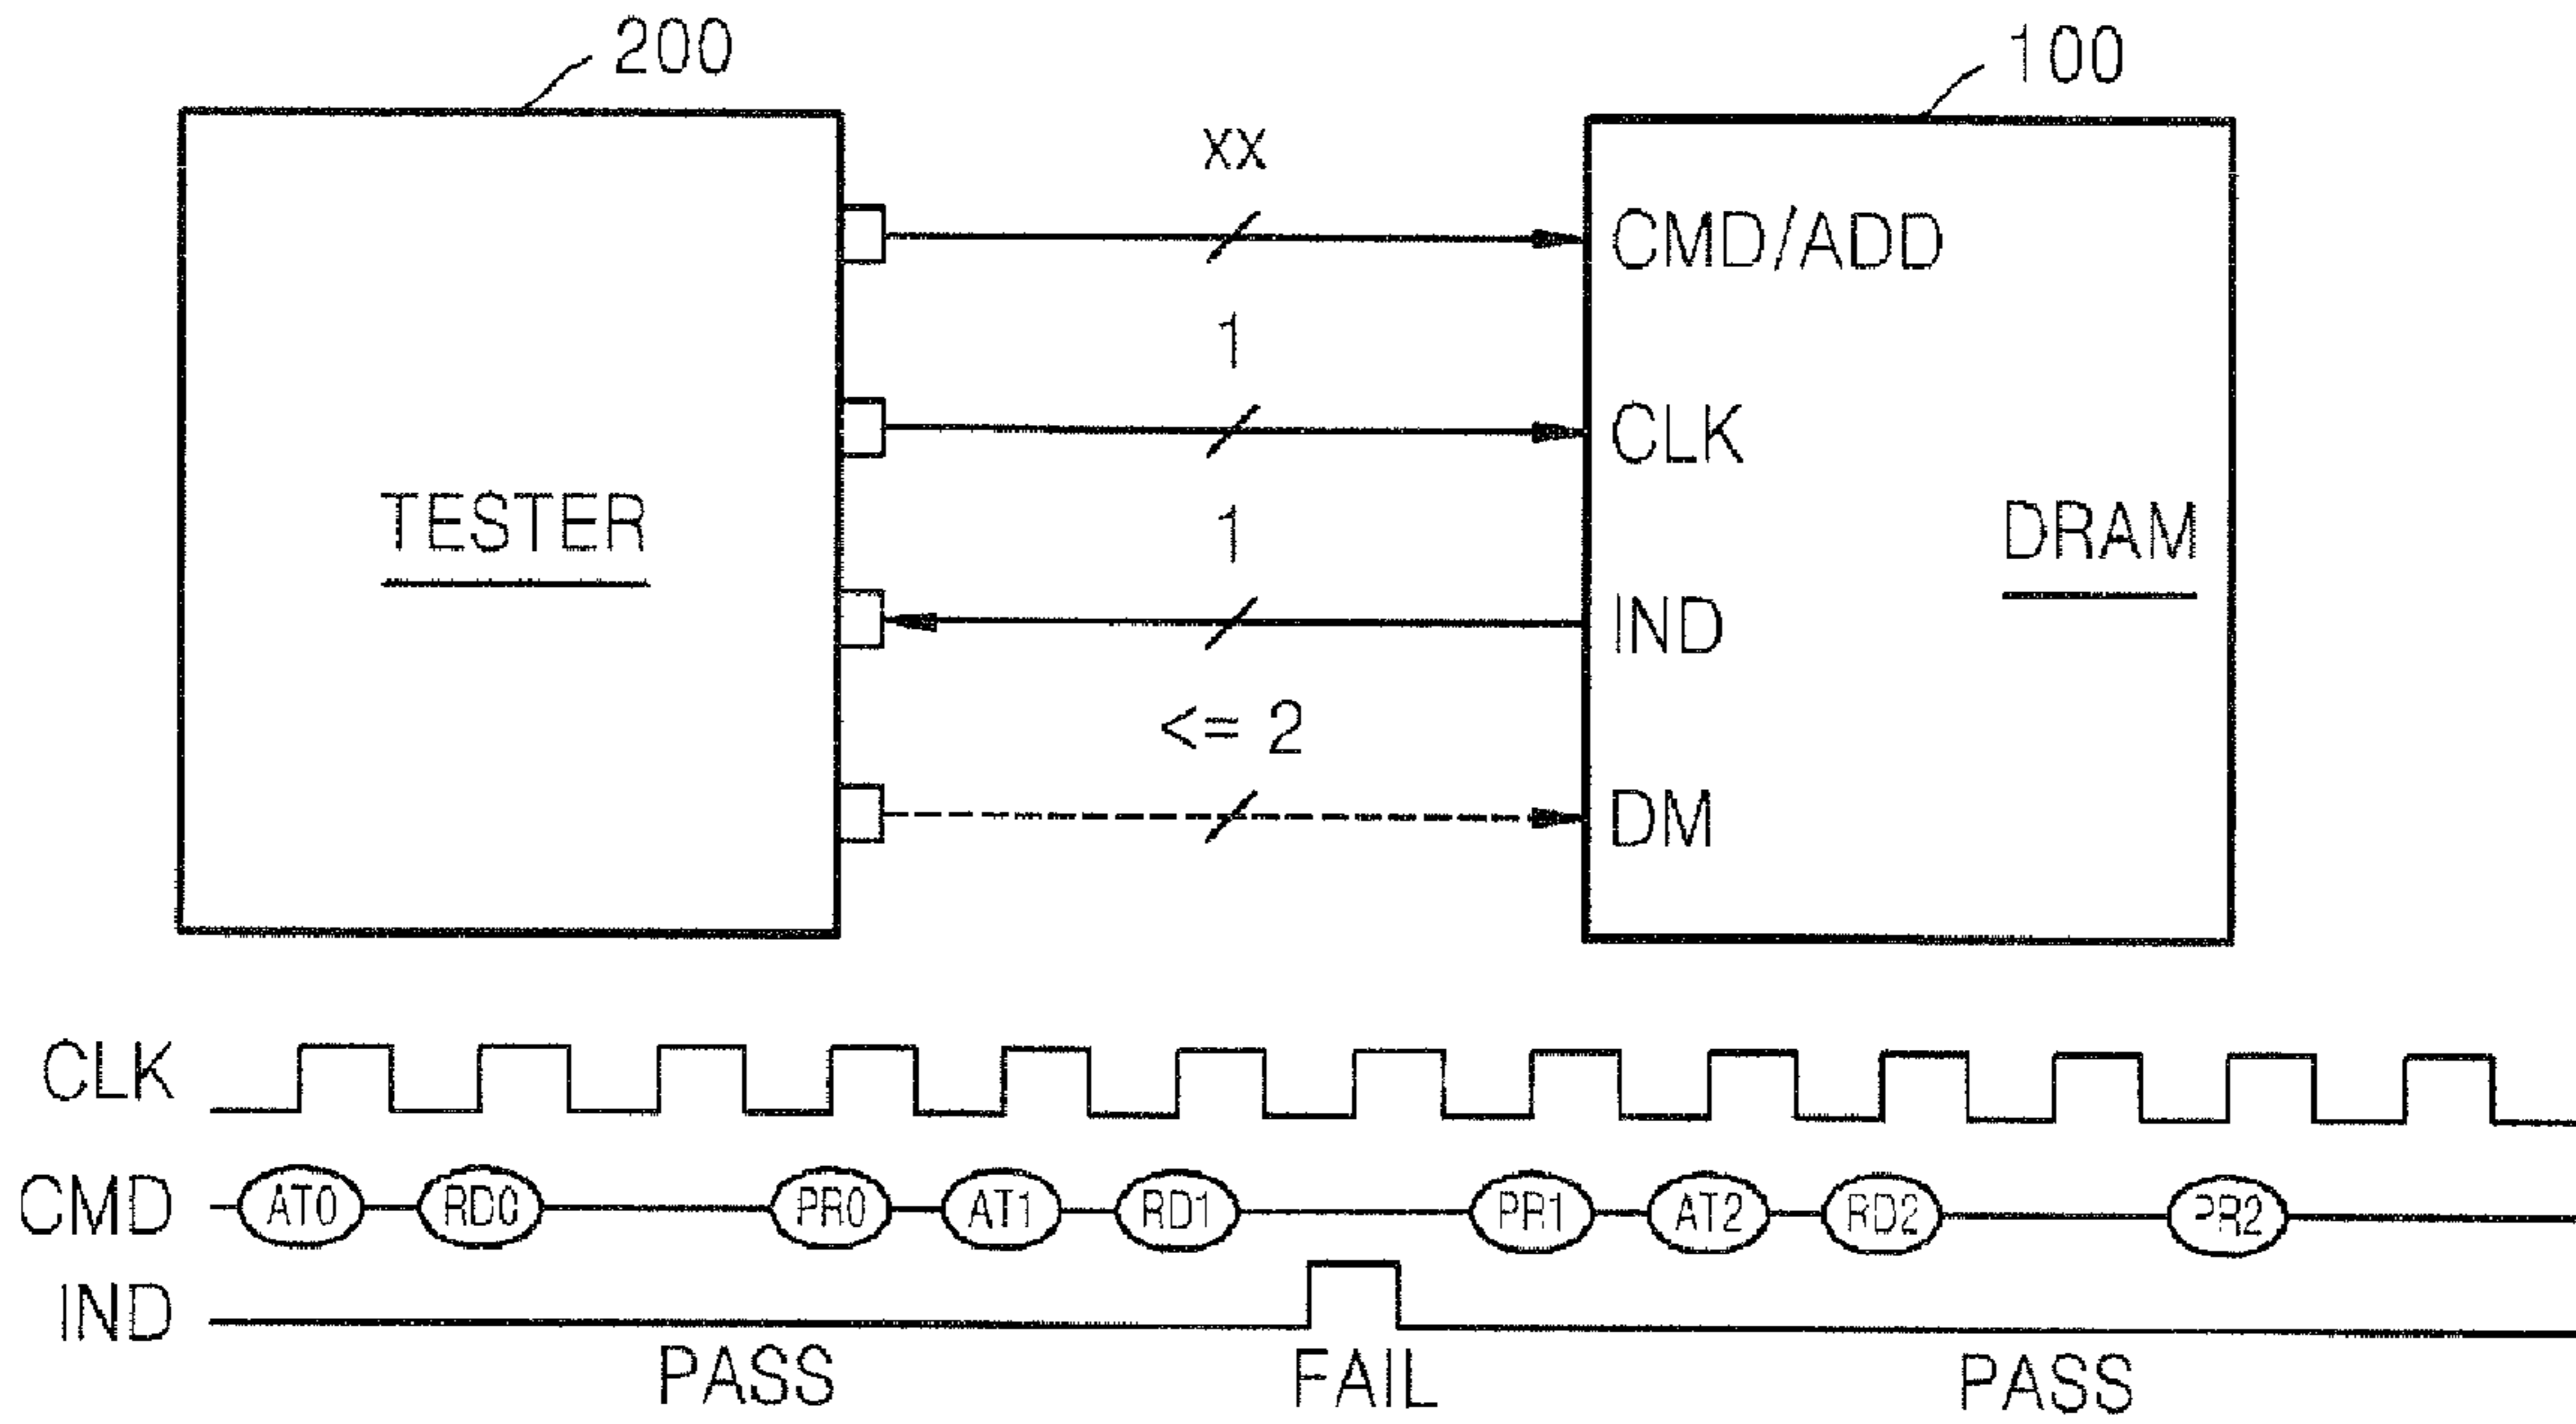 200
100
xx
CMD/ADD
1
CLK
1
TESTER
DRAM
IND
<= 2
DM
CLK
CMD AT0 RD0 PR0 AT1 RD1 PR1 AT2 RD2 PR2
IND
PASS FAIL PASS